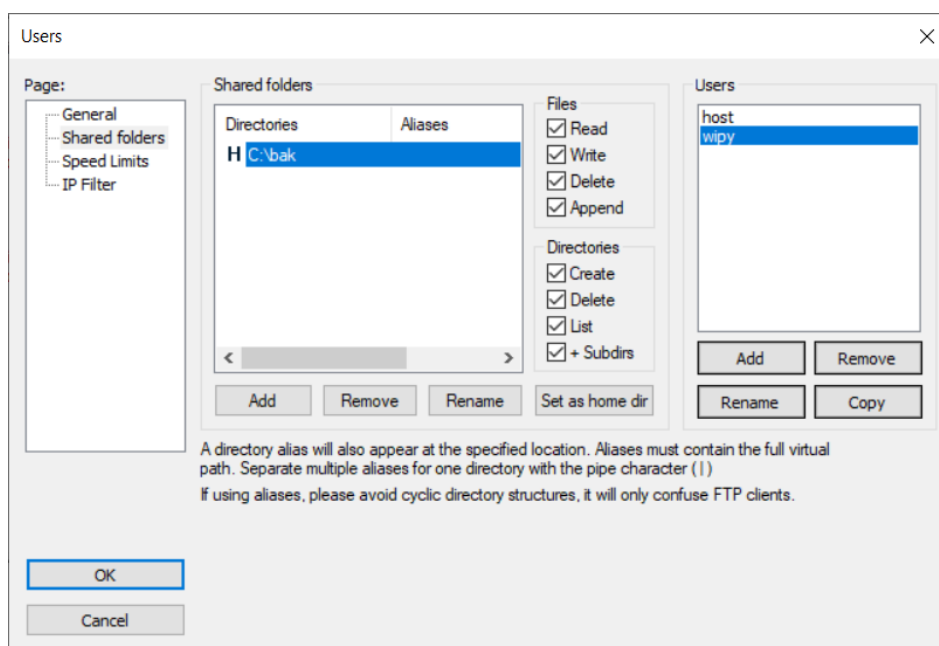 Users
Page:
General
Shared folders
Speed Limits
IP Filter
Shared folders
Directories Aliases
H C:\bak
Files
Read
Write
Delete
Append
Directories
Create
Delete
List
+ Subdirs
Add Remove Rename Set as home dir
Users
host
wipy
Add Remove
Rename Copy
A directory alias will also appear at the specified location. Aliases must contain the full virtual
path. Separate multiple aliases for one directory with the pipe character (|)
If using aliases, please avoid cyclic directory structures, it will only confuse FTP clients.
OK
Cancel